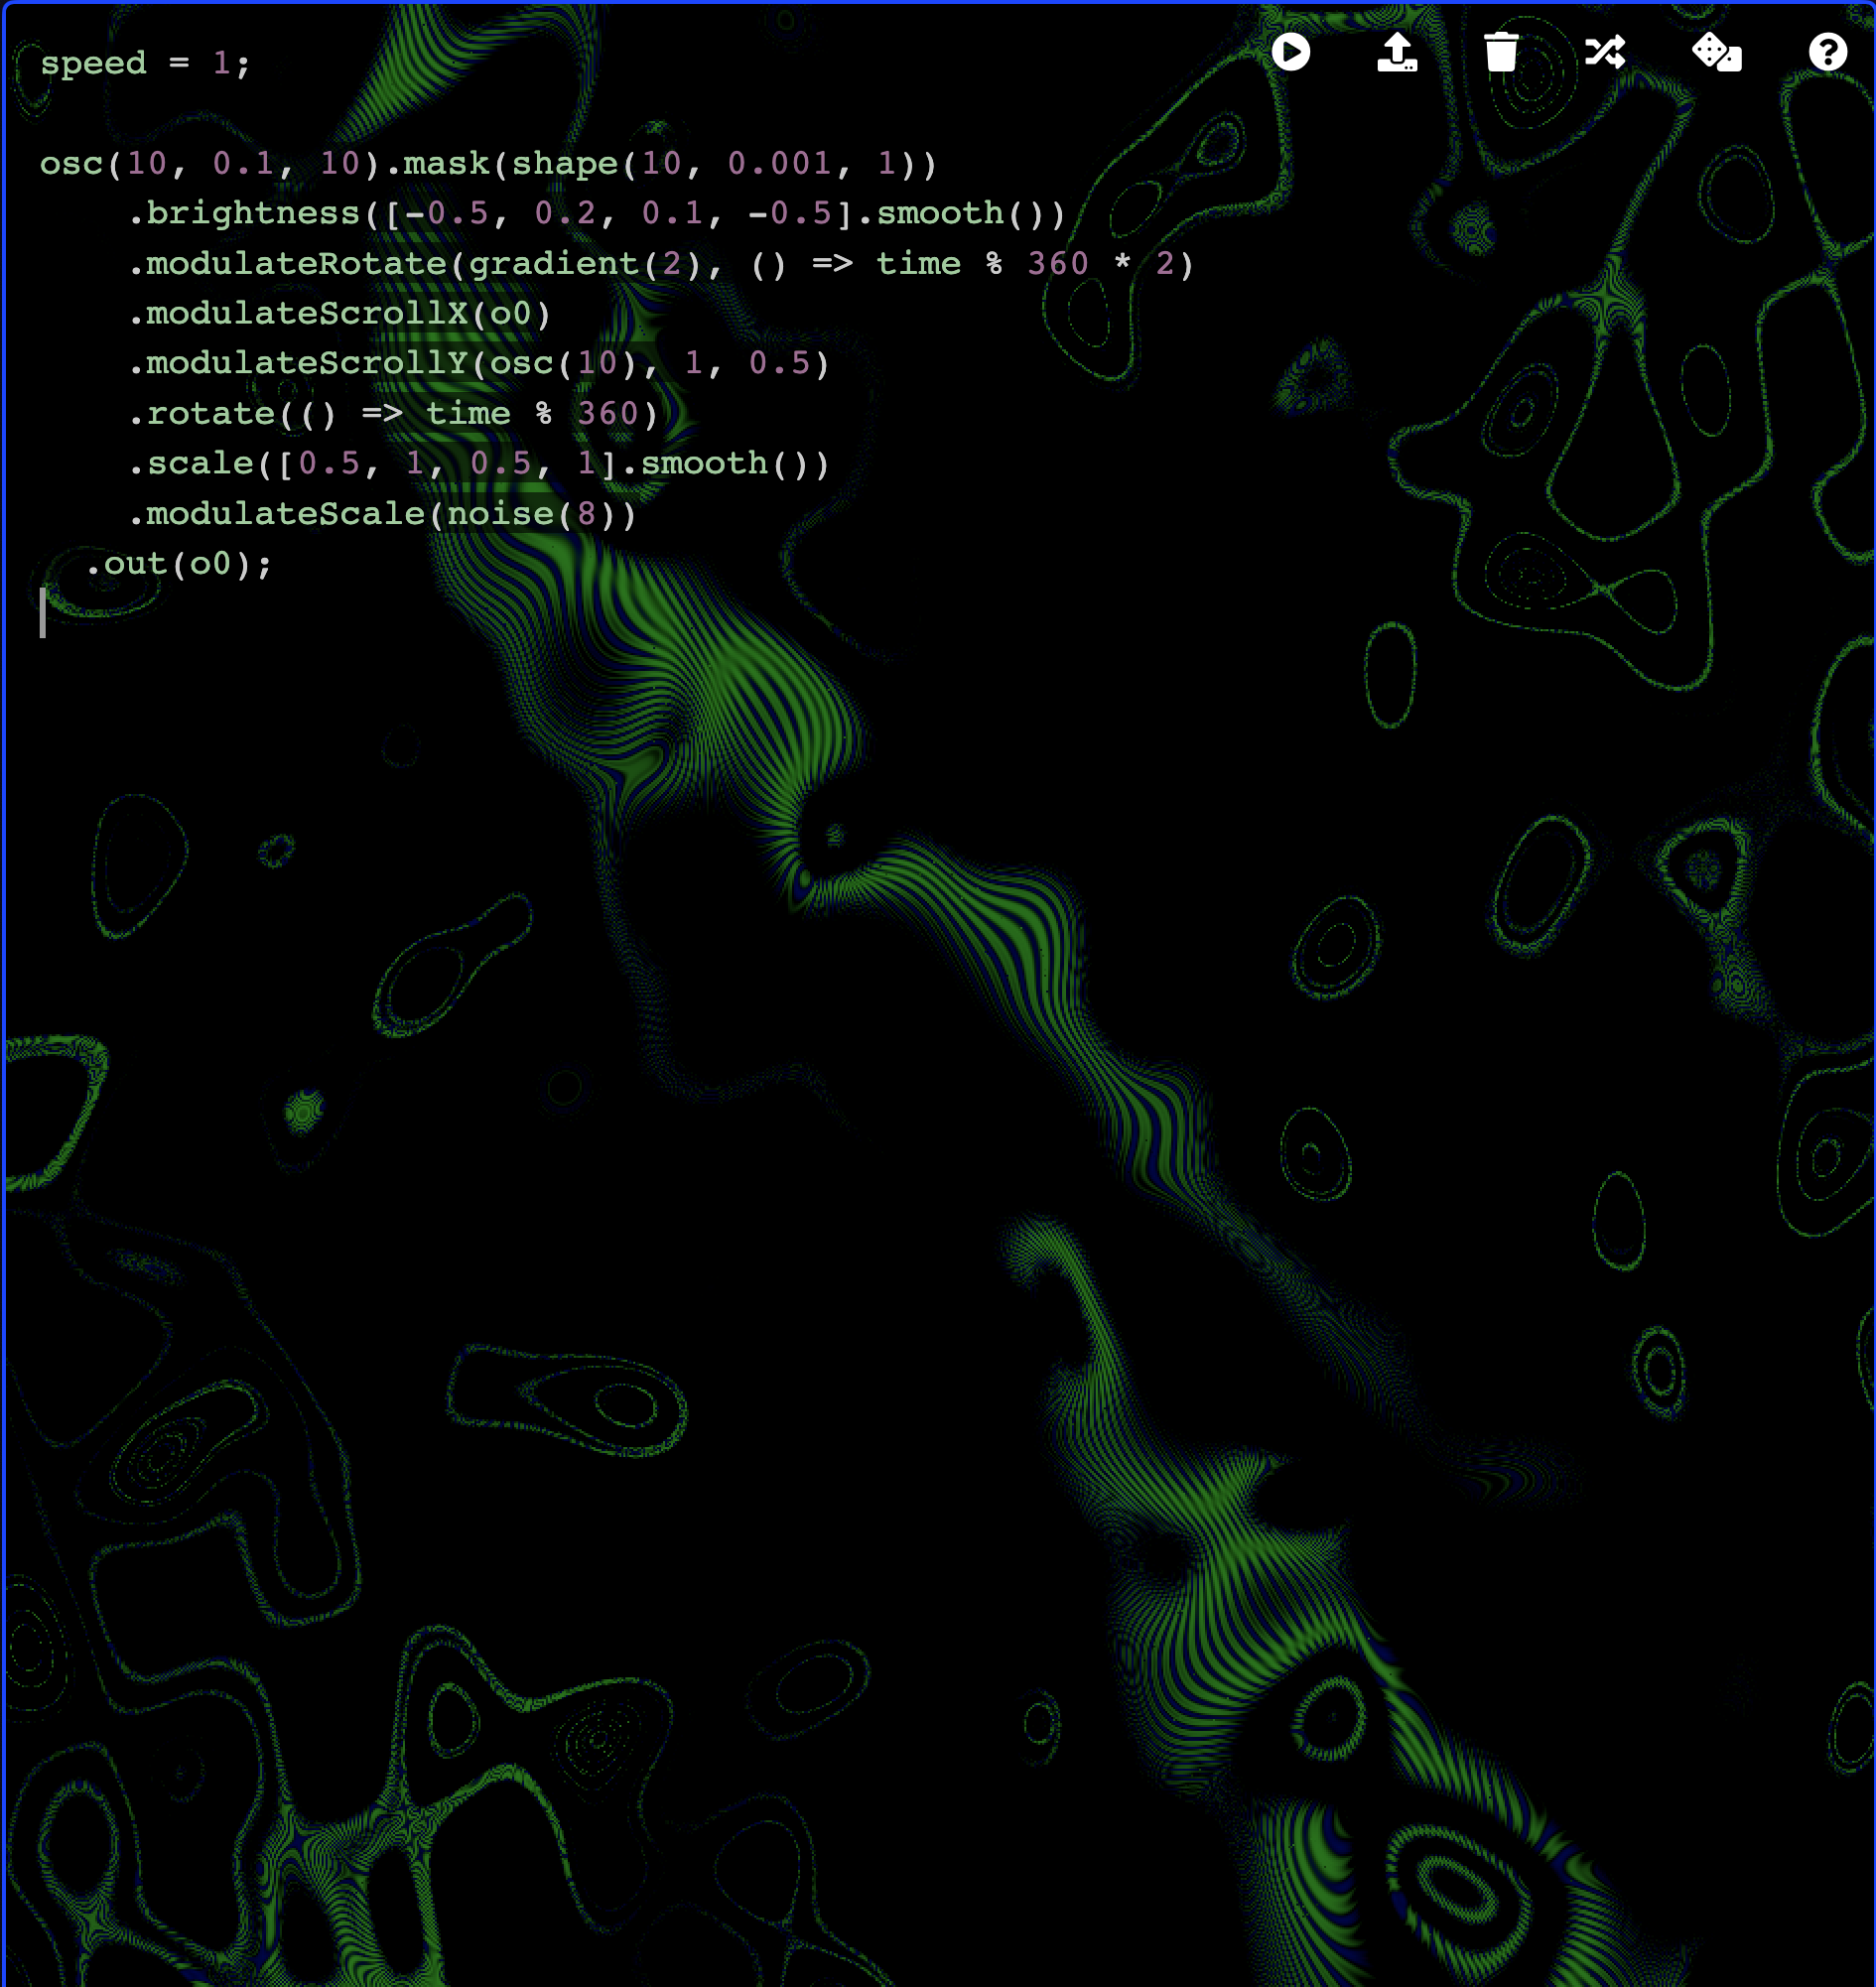 speed = 1;
osc(10, 0.1, 10).mask(shape(10, 0.001, 1))
.brightness([-0.5, 0.2, 0.1, -0.5].smooth())
.modulateRotate(gradient(2), () => time % 360 * 2)
.modulateScrollX(o0)
.modulateScrollY(osc(10), 1, 0.5)
.rotate(() => time % 360)
.scale([0.5, 1, 0.5, 1].smooth())
.modulateScale(noise(8))
.out(o0);